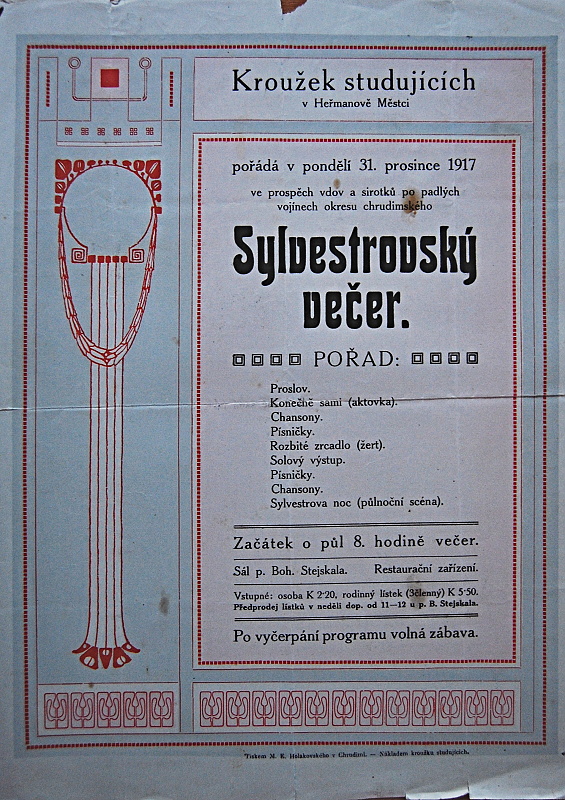 Kroužek studujících
v Heřmanově Městci
pořádá v pondělí 31. prosince 1917
ve prospěch vdov a sirotků po padlých
vojínech okresu chrudimského
Sylvestrovský
večer.
POŘAD:
Proslov.
Konečně sami (aktovka).
Chansony.
Písničky.
Rozbité zrcadlo (žert).
Solový výstup.
Písničky.
Chansony.
Sylvestrova noc (půlnoční scéna).
Začátek o půl 8. hodině večer.
Sál p. Boh. Stejskala. Restaurační zařízení.
Vstupné: osoba K 2·20, rodinný lístek (3členný) K 5·50.
Předprodej lístků v neděli dop. od 11—12 u p. B. Stejskala.
Po vyčerpání programu volná zábava.
Tiskem M. E. Holakovského v Chrudimi. — Nákladem kroužku studujících.